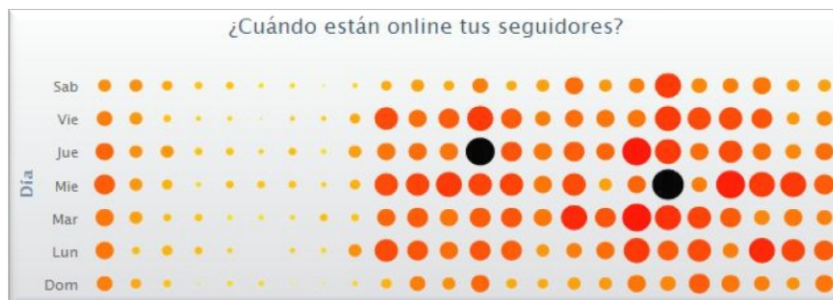 ¿Cuándo están online tus seguidores?
Sab
Vie
Jue
Mie
Mar
Lun
Dom
Día